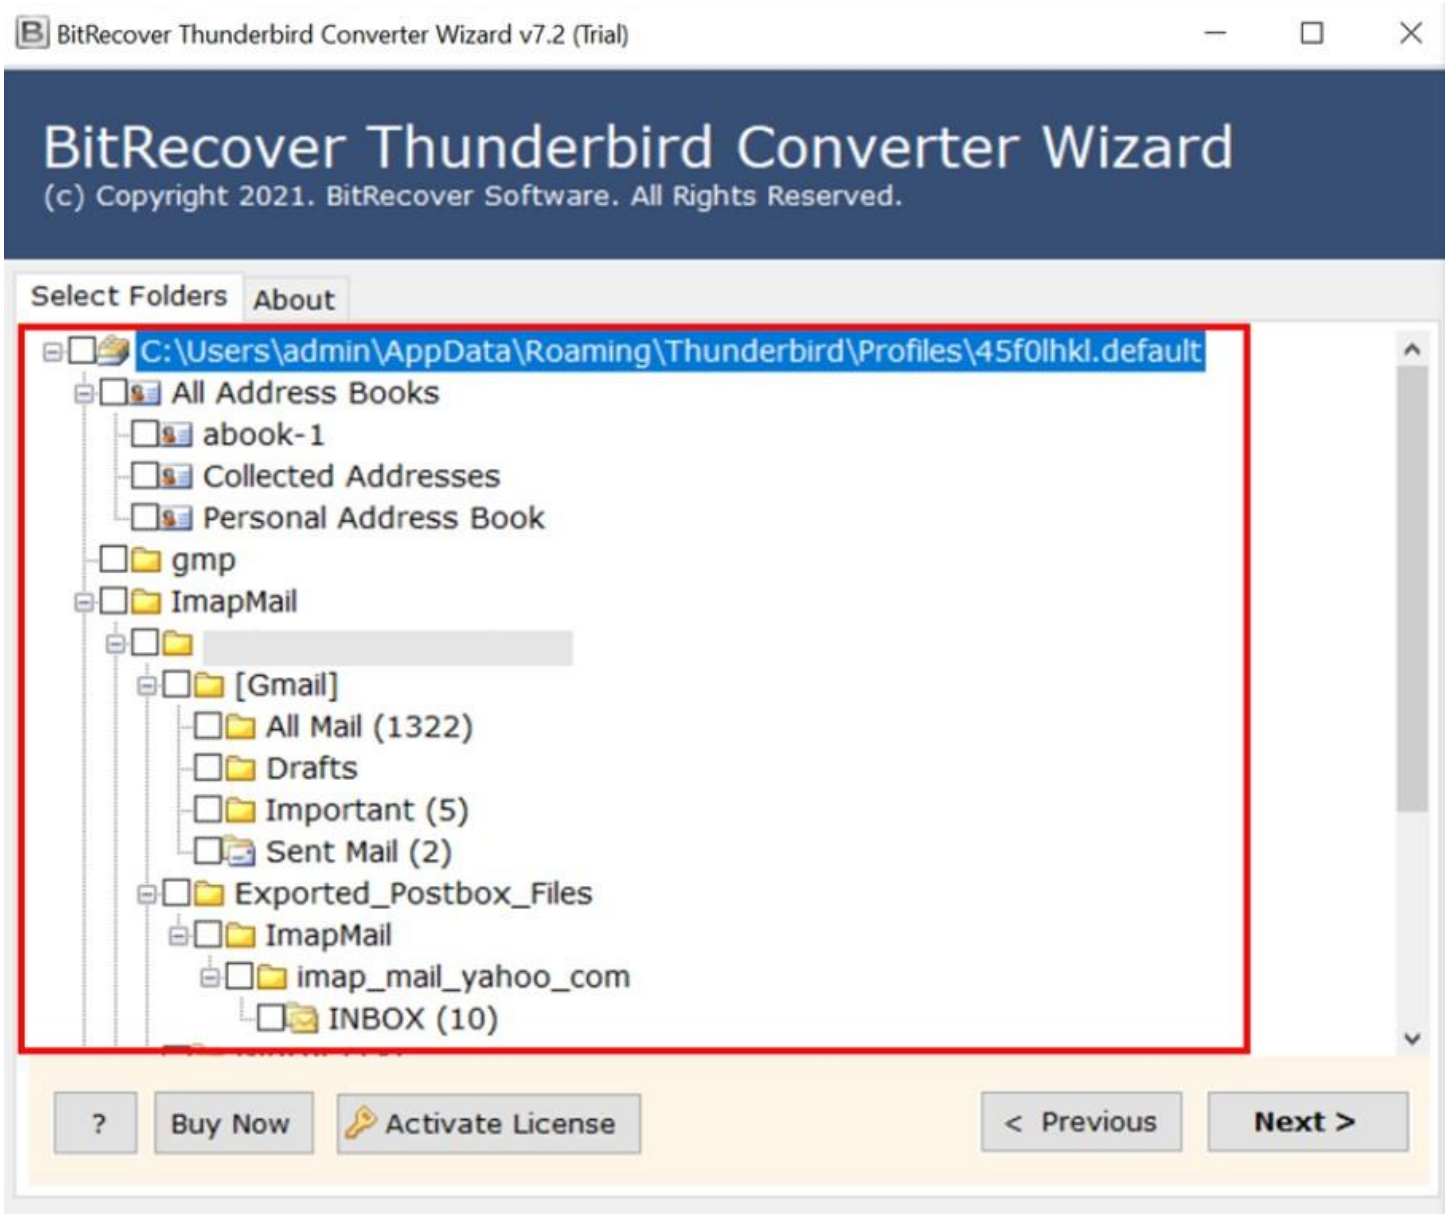 BitRecover Thunderbird Converter Wizard v7.2 (Trial)
BitRecover Thunderbird Converter Wizard
(c) Copyright 2021. BitRecover Software. All Rights Reserved.
Select Folders About
C:\Users\admin\AppData\Roaming\Thunderbird\Profiles\45f0lhkl.default
All Address Books
abook-1
Collected Addresses
Personal Address Book
gmp
ImapMail
[Gmail]
All Mail (1322)
Drafts
Important (5)
Sent Mail (2)
Exported_Postbox_Files
ImapMail
imap_mail_yahoo_com
INBOX (10)
? Buy Now Activate License < Previous Next >